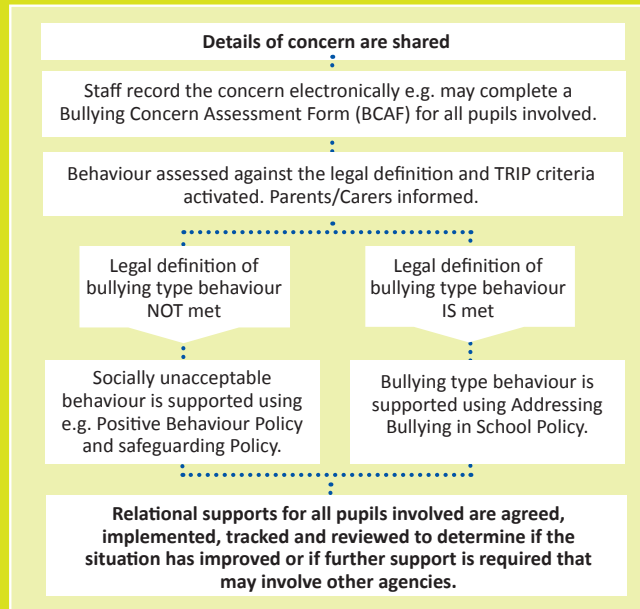 Details of concern are shared
Staff record the concern electronically e.g. may complete a
Bullying Concern Assessment Form (BCAF) for all pupils involved.
Behaviour assessed against the legal definition and TRIP criteria
activated. Parents/Carers informed.
Legal definition of
bullying type behaviour
NOT met
Legal definition of
bullying type behaviour
IS met
Socially unacceptable
behaviour is supported using
e.g. Positive Behaviour Policy
and safeguarding Policy.
Bullying type behaviour is
supported using Addressing
Bullying in School Policy.
Relational supports for all pupils involved are agreed,
implemented, tracked and reviewed to determine if the
situation has improved or if further support is required that
may involve other agencies.